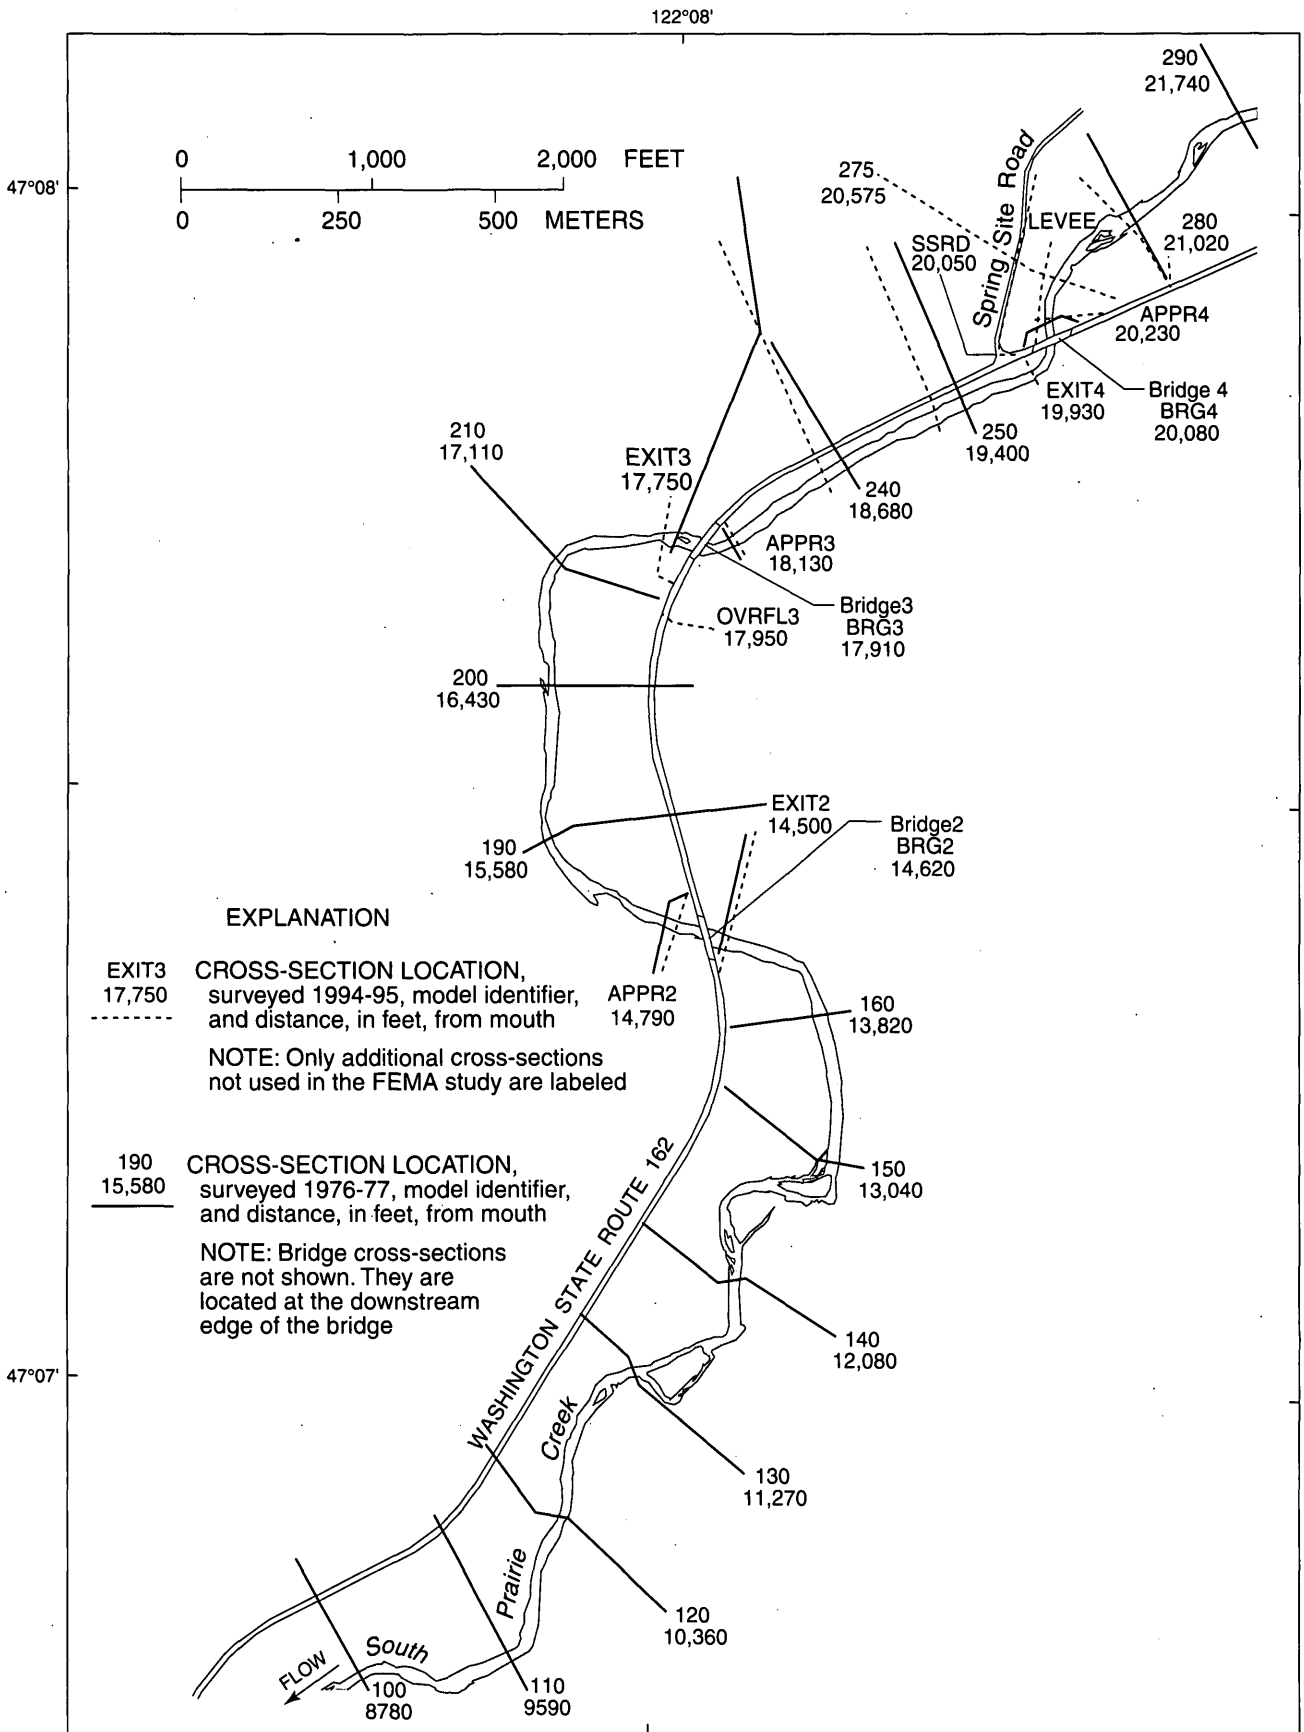 122°08'
290
21,740
0 1,000 2,000 FEET
47°08'
0 250 500 METERS
275
20,575
Spring Site Road
LEVEE
280
21,020
SSRD
20,050
APPR4
20,230
EXIT4
19,930
Bridge 4
BRG4
20,080
250
19,400
210
17,110
EXIT3
17,750
240
18,680
APPR3
18,130
Bridge3
BRG3
17,910
OVRFL3
17,950
200
16,430
EXIT2
14,500
Bridge2
BRG2
14,620
190
15,580
EXPLANATION
EXIT3
17,750
CROSS-SECTION LOCATION,
surveyed 1994-95, model identifier,
and distance, in feet, from mouth
NOTE: Only additional cross-sections
not used in the FEMA study are labeled
APPR2
14,790
160
13,820
190
15,580
CROSS-SECTION LOCATION,
surveyed 1976-77, model identifier,
and distance, in feet, from mouth
NOTE: Bridge cross-sections
are not shown. They are
located at the downstream
edge of the bridge
150
13,040
WASHINGTON STATE ROUTE 162
140
12,080
47°07'
130
11,270
120
10,360
South Prairie Creek
FLOW
110
9590
100
8780